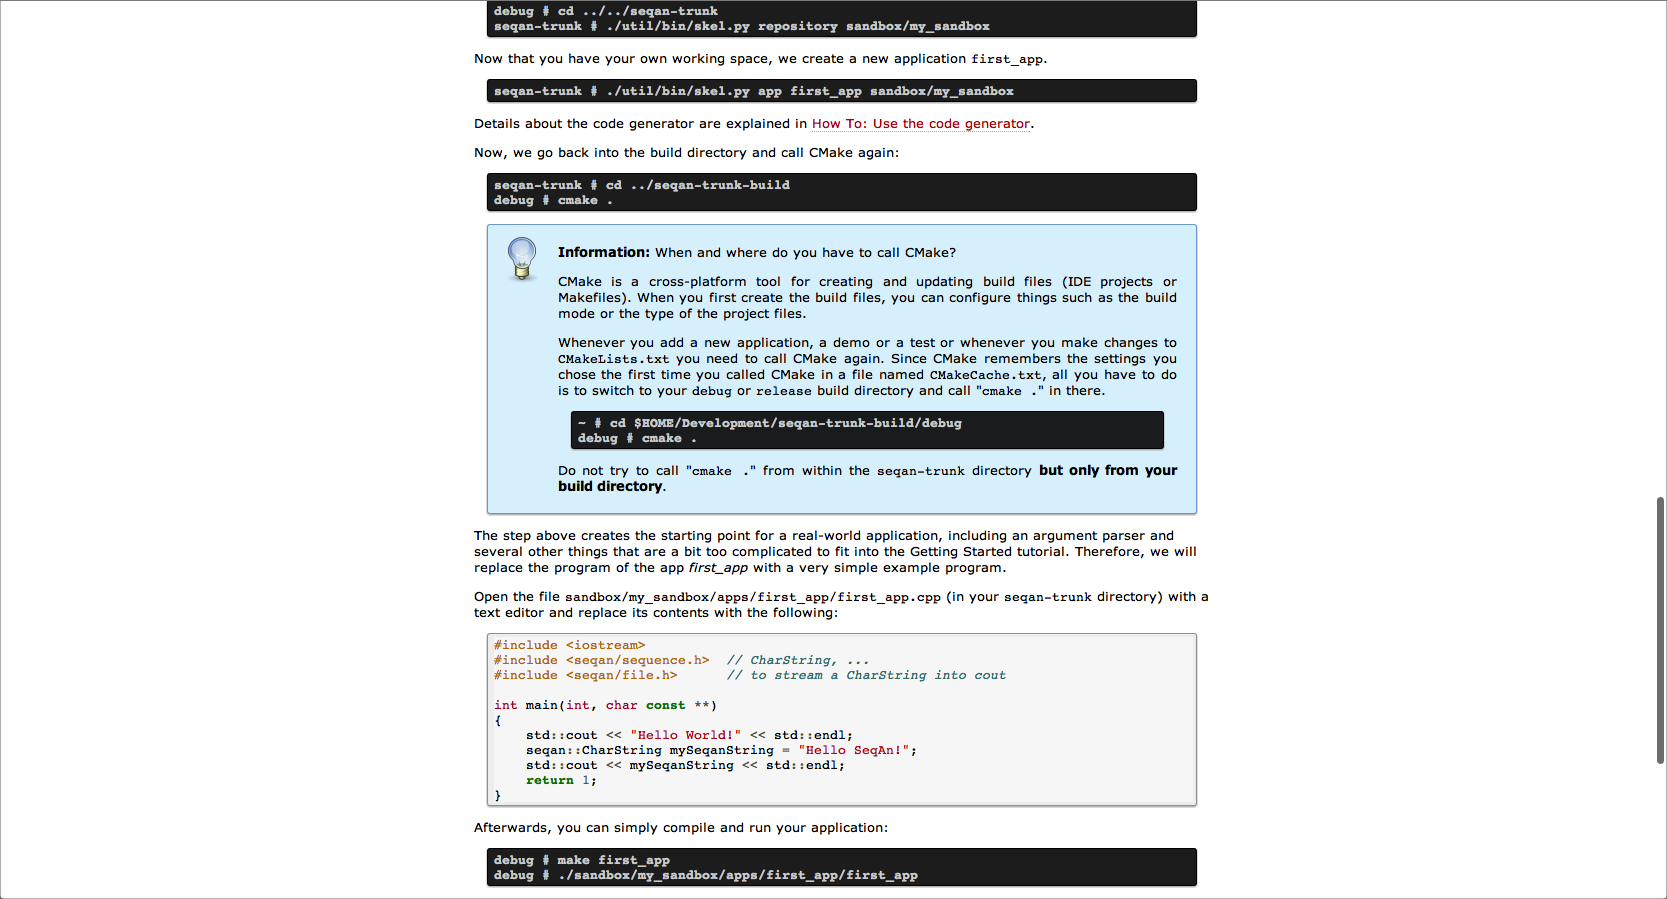 debug # cd ../../seqan-trunk
seqan-trunk # ./util/bin/skel.py repository sandbox/my_sandbox
Now that you have your own working space, we create a new application first_app.
seqan-trunk # ./util/bin/skel.py app first_app sandbox/my_sandbox
Details about the code generator are explained in How To: Use the code generator.
Now, we go back into the build directory and call CMake again:
seqan-trunk # cd ../seqan-trunk-build
debug # cmake .
Information: When and where do you have to call CMake?
CMake is a cross-platform tool for creating and updating build files (IDE projects or
Makefiles). When you first create the build files, you can configure things such as the build
mode or the type of the project files.
Whenever you add a new application, a demo or a test or whenever you make changes to
CMakeLists.txt you need to call CMake again. Since CMake remembers the settings you
chose the first time you called CMake in a file named CMakeCache.txt, all you have to do
is to switch to your debug or release build directory and call "cmake ." in there.
~ # cd $HOME/Development/seqan-trunk-build/debug
debug # cmake .
Do not try to call "cmake ." from within the seqan-trunk directory but only from your
build directory.
The step above creates the starting point for a real-world application, including an argument parser and
several other things that are a bit too complicated to fit into the Getting Started tutorial. Therefore, we will
replace the program of the app first_app with a very simple example program.
Open the file sandbox/my_sandbox/apps/first_app/first_app.cpp (in your seqan-trunk directory) with a
text editor and replace its contents with the following:
#include <iostream>
#include <seqan/sequence.h>  // CharString, ...
#include <seqan/file.h>      // to stream a CharString into cout
int main(int, char const **)
{
    std::cout << "Hello World!" << std::endl;
    seqan::CharString mySeqanString = "Hello SeqAn!";
    std::cout << mySeqanString << std::endl;
    return 1;
}
Afterwards, you can simply compile and run your application:
debug # make first_app
debug # ./sandbox/my_sandbox/apps/first_app/first_app